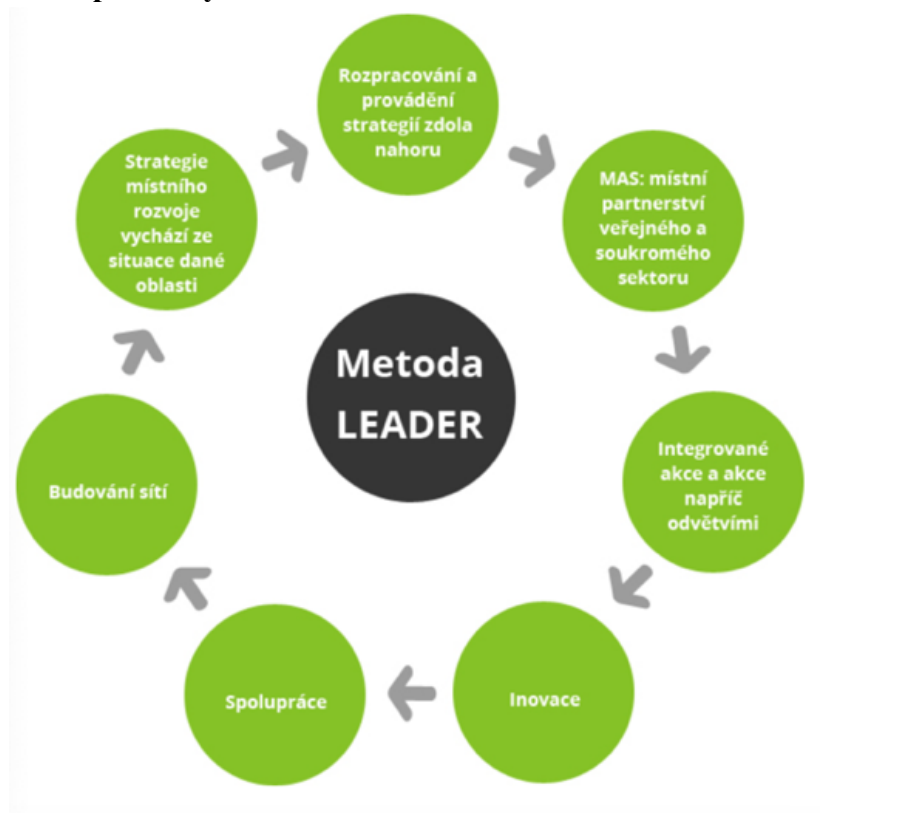 Rozpracování a
provádění
strategií zdola
nahoru
MAS: místní
partnerství
veřejného a
soukromého
sektoru
Integrované
akce a akce
napříč
odvětvími
Inovace
Spolupráce
Budování sítí
Strategie
místního
rozvoje
vychází ze
situace dané
oblasti
Metoda
LEADER